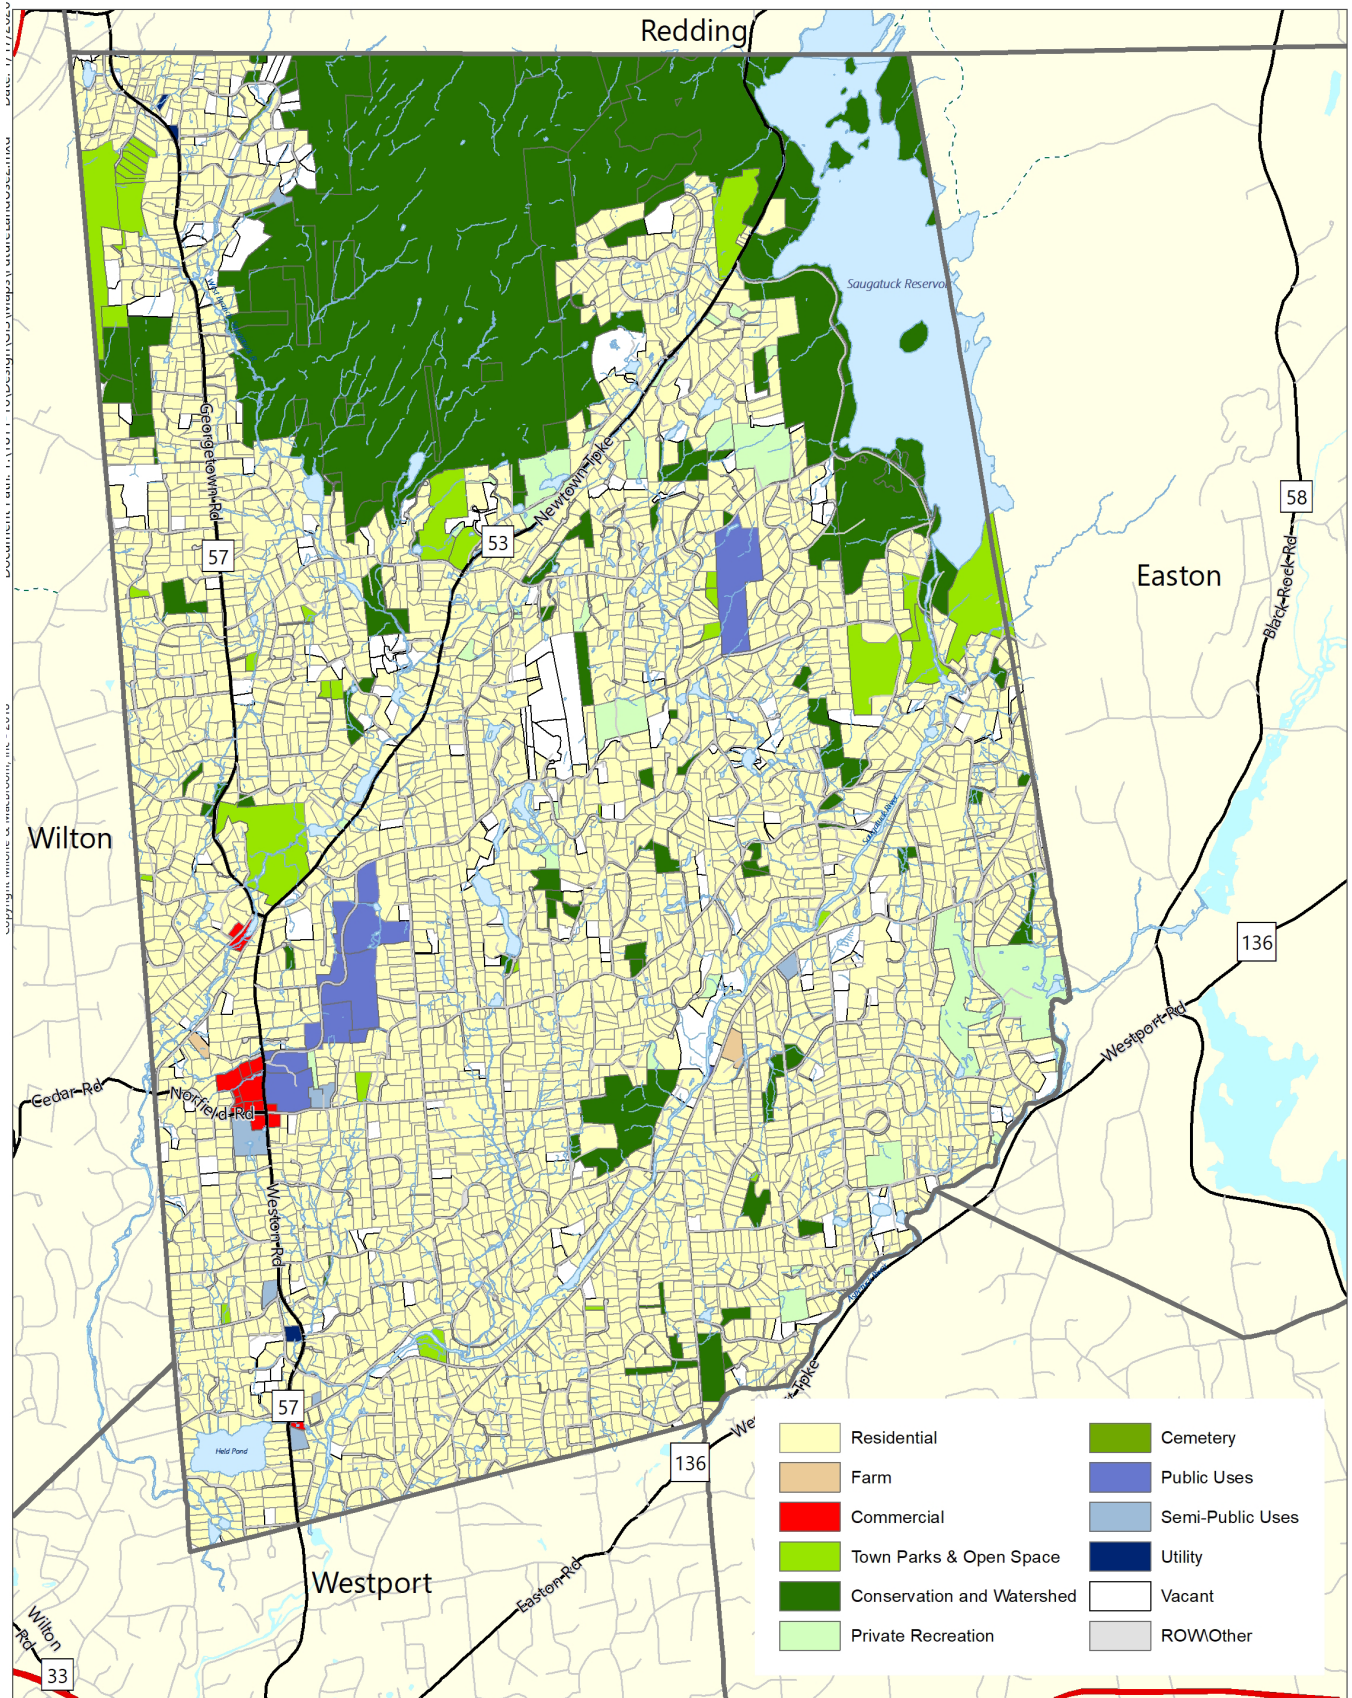 Redding
Saugatuck Reservoir
Georgetown Rd
Newtown Tpke
53
57
58
Black Rock Rd
Easton
Wilton
Saugatuck River
136
Westport Rd
Cedar Rd
Norfield Rd
Weston Rd
57
Held Pond
136
Westport
Easton Rd
Wilton
Rd
33
Residential
Farm
Commercial
Town Parks & Open Space
Conservation and Watershed
Private Recreation
Cemetery
Public Uses
Semi-Public Uses
Utility
Vacant
ROW\Other